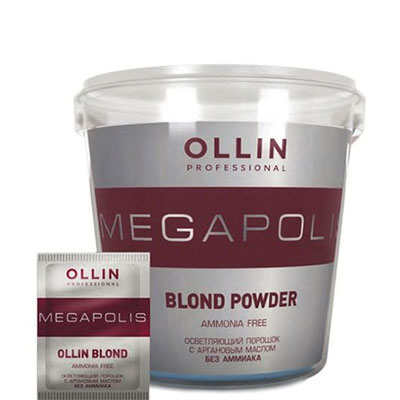 OLLIN
PROFESSIONAL
MEGAPOLIS
BLOND POWDER
AMMONIA FREE
ОСВЕТЛЯЮЩИЙ ПОРОШОК
С АРГАНОВЫМ МАСЛОМ
БЕЗ АММИАКА
OLLIN
PROFESSIONAL
MEGAPOLIS
OLLIN BLOND
AMMONIA FREE
ОСВЕТЛЯЮЩИЙ ПОРОШОК
С АРГАНОВЫМ МАСЛОМ
БЕЗ АММИАКА